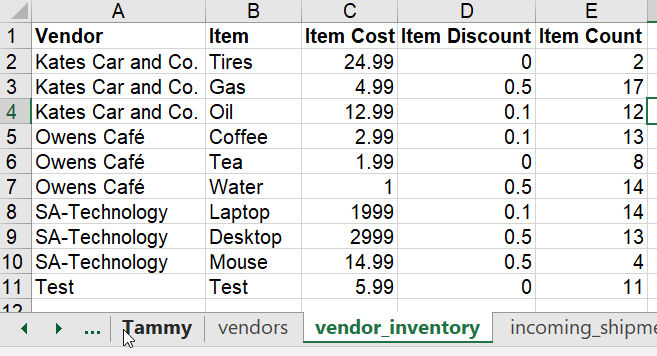 A B C D E
1 Vendor Item Item Cost Item Discount Item Count
2 Kates Car and Co. Tires 24.99 0 2
3 Kates Car and Co. Gas 4.99 0.5 17
4 Kates Car and Co. Oil 12.99 0.1 12
5 Owens Café Coffee 2.99 0.1 13
6 Owens Café Tea 1.99 0 8
7 Owens Café Water 1 0.5 14
8 SA-Technology Laptop 1999 0.1 14
9 SA-Technology Desktop 2999 0.5 13
10 SA-Technology Mouse 14.99 0.5 4
11 Test Test 5.99 0 11
12
... Tammy vendors vendor_inventory incoming_shipme